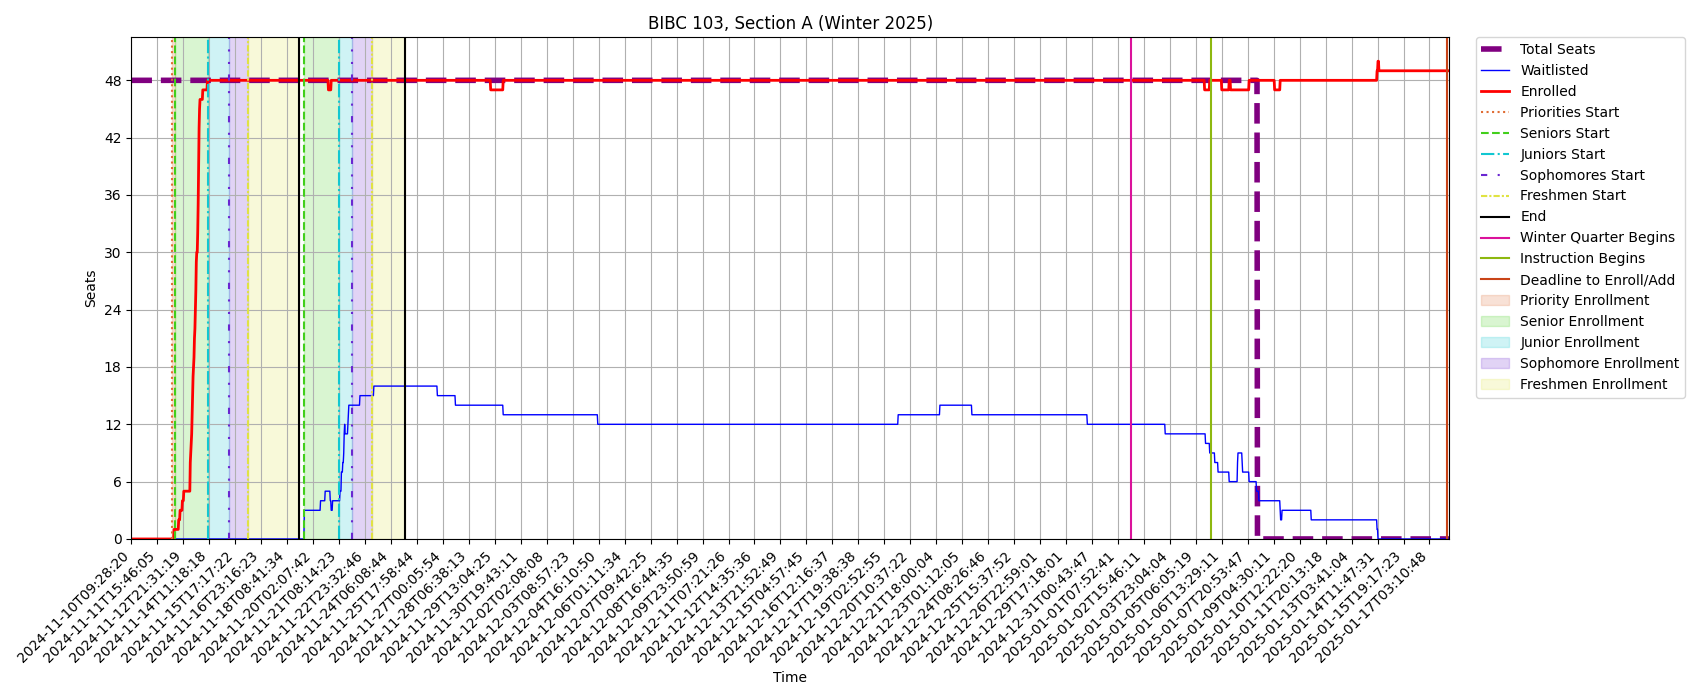 BIBC 103, Section A (Winter 2025)
Seats
48
42
36
30
24
18
12
6
0
2024-11-10T09:28:20
2024-11-11T15:46:05
2024-11-12T21:31:19
2024-11-14T11:18:18
2024-11-15T17:17:22
2024-11-16T23:16:23
2024-11-18T08:41:34
2024-11-20T02:07:42
2024-11-21T08:14:23
2024-11-22T23:32:46
2024-11-24T06:08:44
2024-11-25T17:58:44
2024-11-27T00:05:54
2024-11-28T06:38:13
2024-11-29T13:04:25
2024-11-30T19:43:11
2024-12-02T02:08:08
2024-12-03T08:57:23
2024-12-04T16:10:50
2024-12-06T01:11:34
2024-12-07T09:42:25
2024-12-08T16:44:35
2024-12-09T23:50:59
2024-12-11T07:21:26
2024-12-12T14:35:36
2024-12-13T21:52:49
2024-12-15T04:57:45
2024-12-16T12:16:37
2024-12-17T19:38:38
2024-12-19T02:52:55
2024-12-20T10:37:22
2024-12-21T18:00:04
2024-12-23T01:12:05
2024-12-24T08:26:46
2024-12-25T15:37:52
2024-12-26T22:59:01
2024-12-29T17:18:01
2024-12-31T00:43:47
2025-01-01T07:52:41
2025-01-02T15:46:11
2025-01-03T23:04:04
2025-01-05T06:05:19
2025-01-06T13:29:11
2025-01-07T20:53:47
2025-01-09T04:30:11
2025-01-10T12:22:20
2025-01-11T20:13:18
2025-01-13T03:41:04
2025-01-14T11:47:31
2025-01-15T19:17:23
2025-01-17T03:10:48
Time
Total Seats
Waitlisted
Enrolled
Priorities Start
Seniors Start
Juniors Start
Sophomores Start
Freshmen Start
End
Winter Quarter Begins
Instruction Begins
Deadline to Enroll/Add
Priority Enrollment
Senior Enrollment
Junior Enrollment
Sophomore Enrollment
Freshmen Enrollment